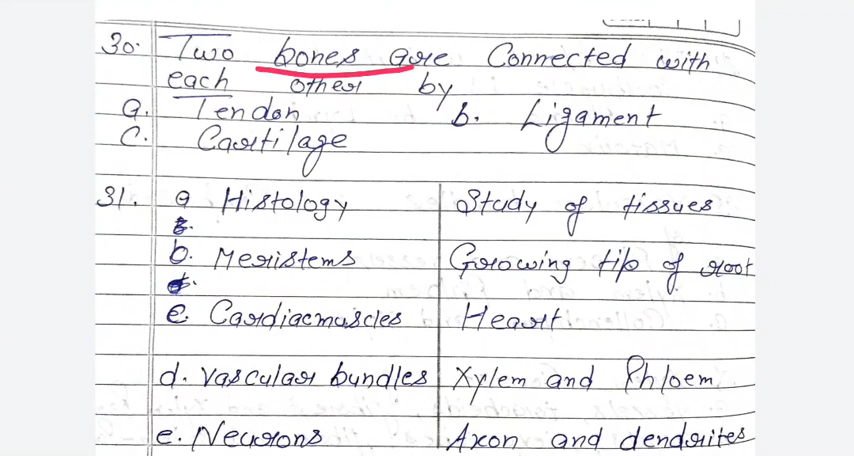 30. Two bones are Connected with
each other by
a. Tendon b. Ligament
c. Cartilage
31. a Histology Study of tissues
b. Meristems Growing tip of root
c. Cardiacmuscles Heart
d. Vascular bundles Xylem and Phloem
e. Neurons Axon and dendrites